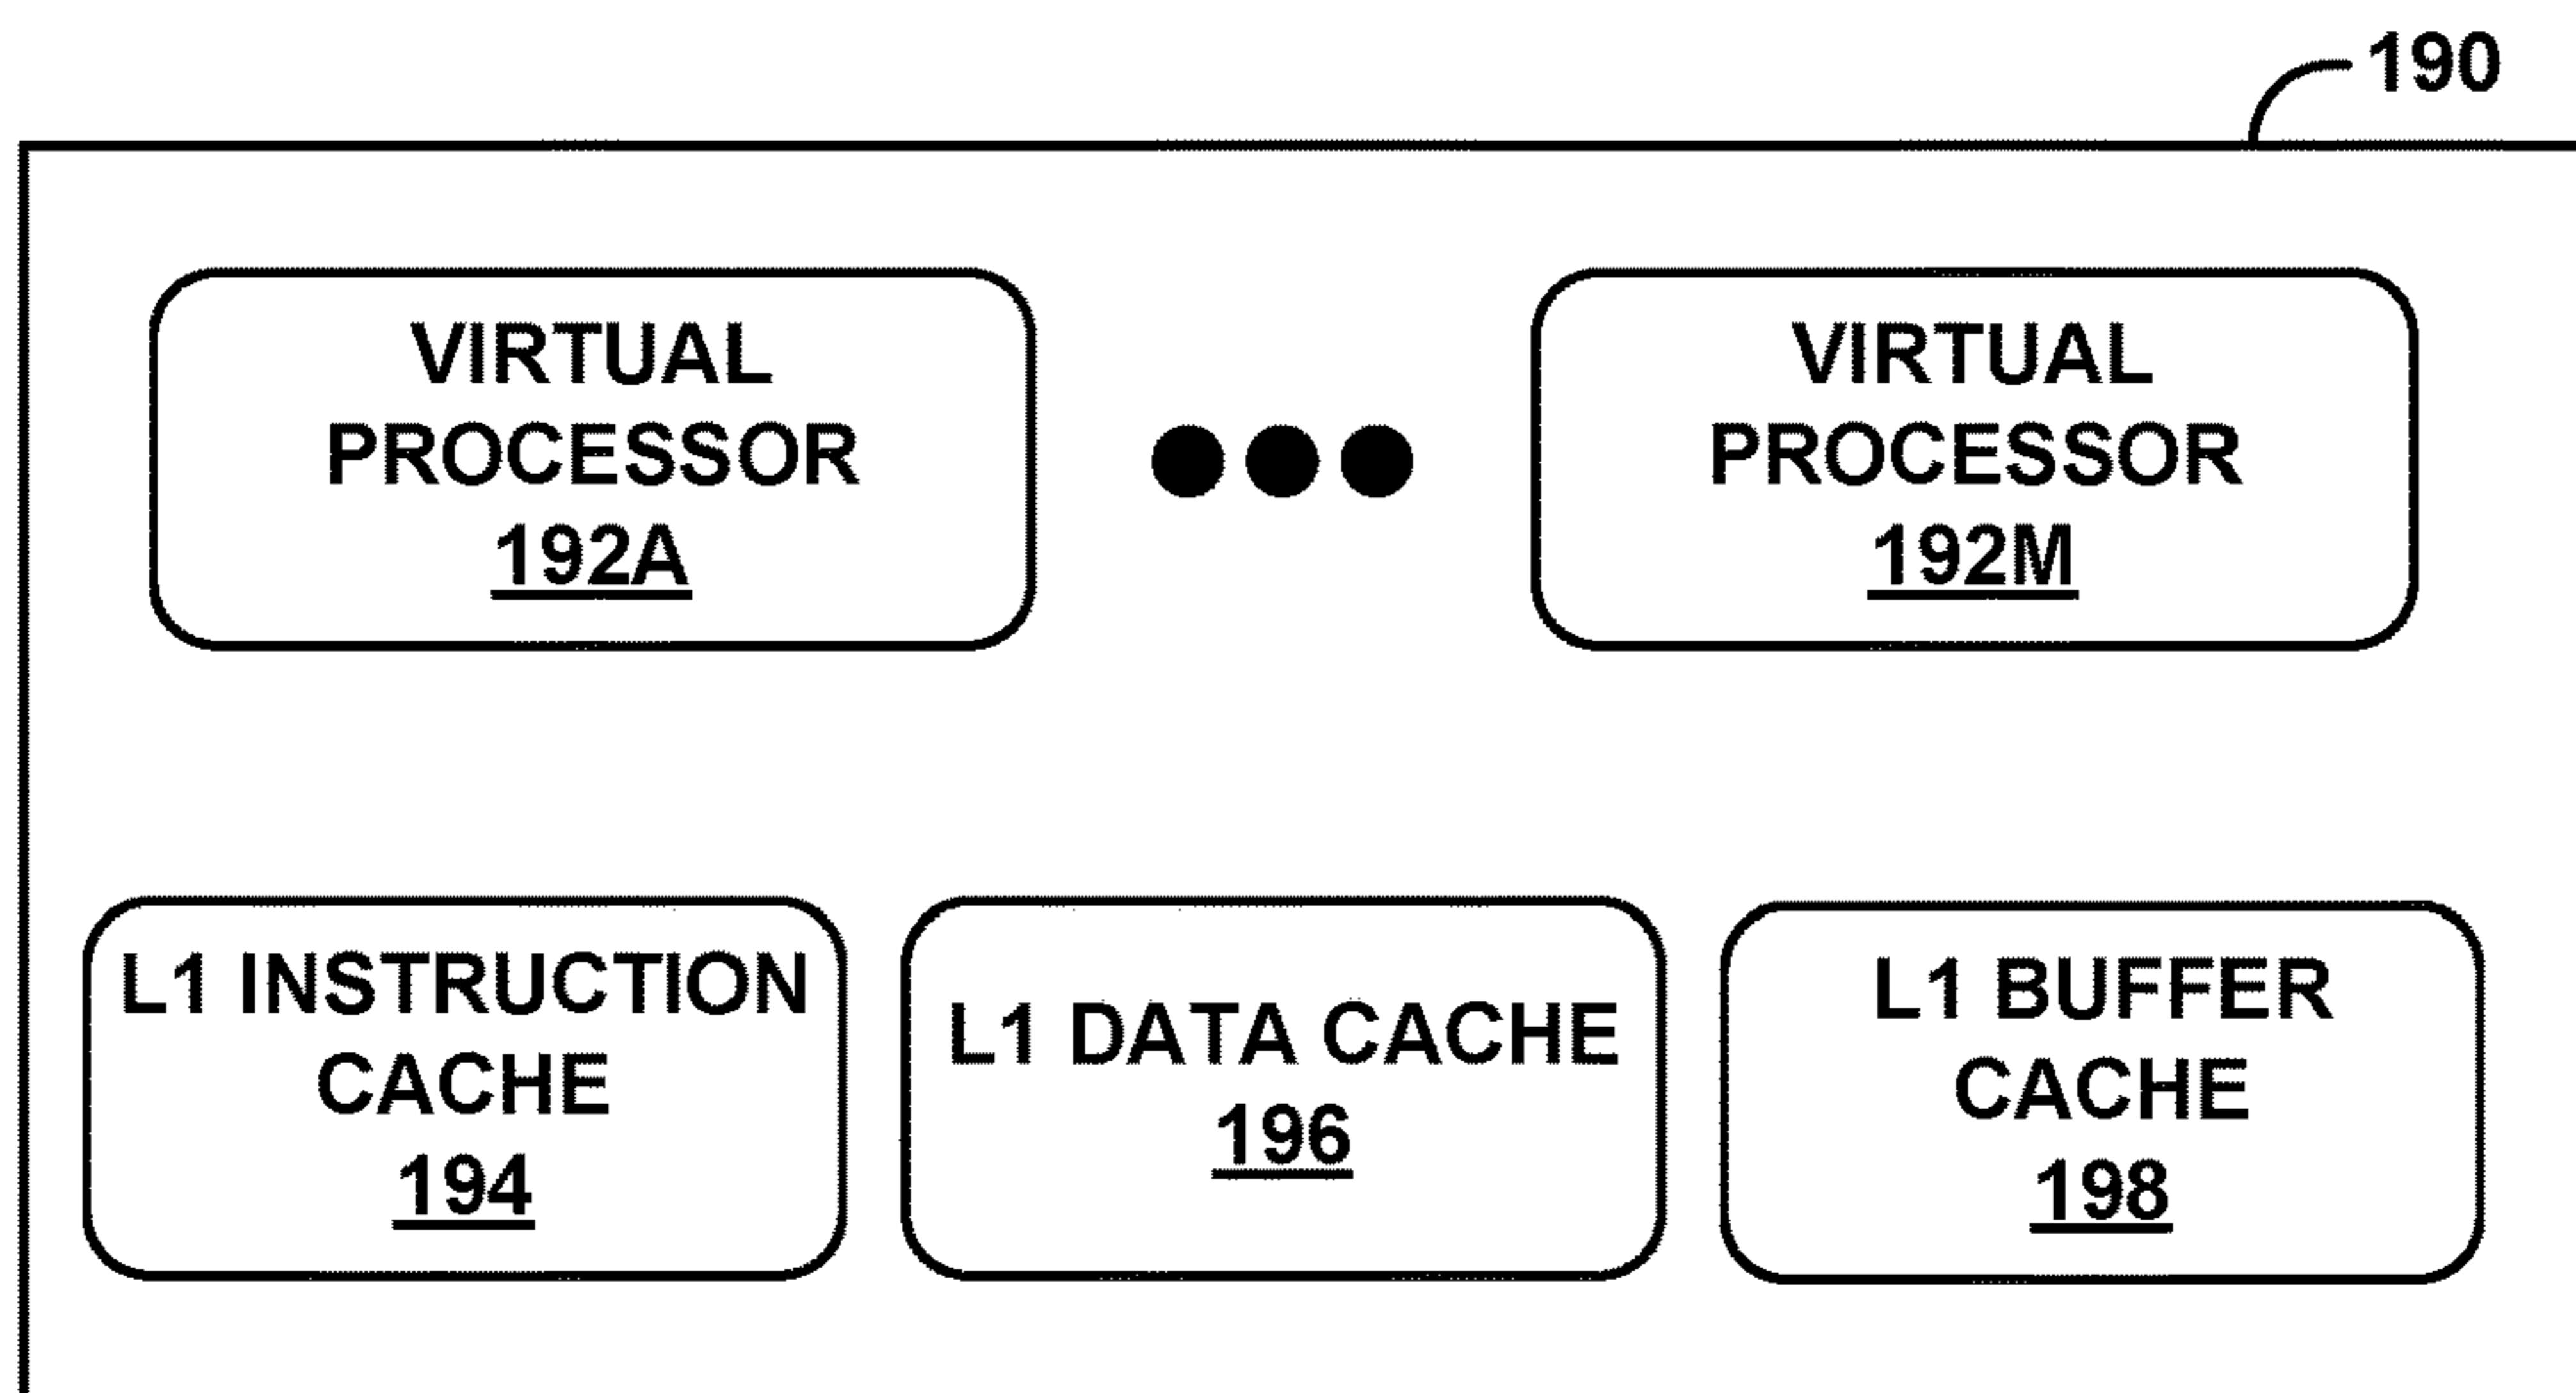 190
VIRTUAL
PROCESSOR
192A
VIRTUAL
PROCESSOR
192M
L1 INSTRUCTION
CACHE
194
L1 DATA CACHE
196
L1 BUFFER
CACHE
198